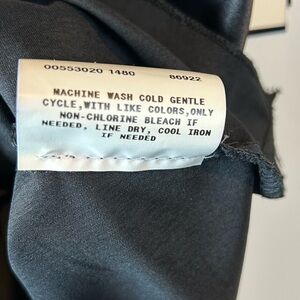 00553020 1480 86922
MACHINE WASH COLD GENTLE
CYCLE,WITH LIKE COLORS,ONLY
NON-CHLORINE BLEACH IF
NEEDED, LINE DRY, COOL IRON
IF NEEDED